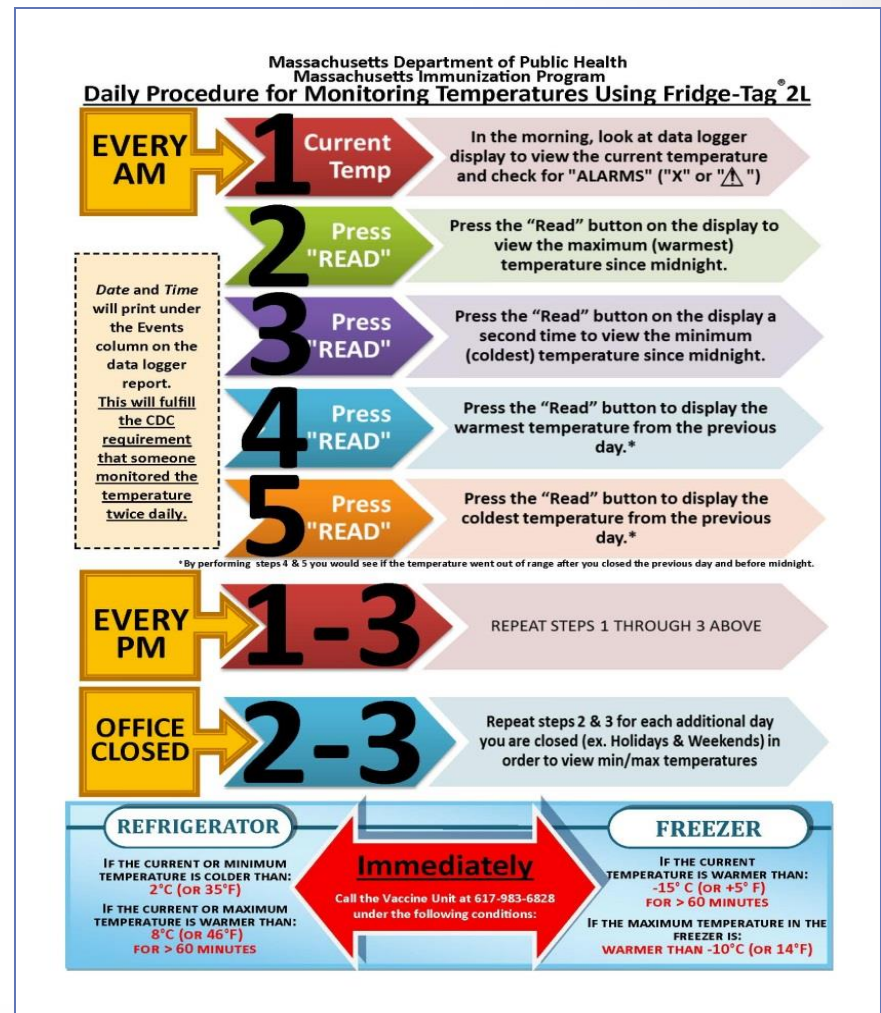 Massachusetts Department of Public Health
Massachusetts Immunization Program
Daily Procedure for Monitoring Temperatures Using Fridge-Tag®2L
EVERY
AM
1 Current
Temp
In the morning, look at data logger
display to view the current temperature
and check for "ALARMS" ("X" or "⚠")
2 Press
"READ"
Press the “Read” button on the display to
view the maximum (warmest)
temperature since midnight.
Date and Time
will print under
the Events
column on the
data logger
report.
This will fulfill
the CDC
requirement
that someone
monitored the
temperature
twice daily.
3 Press
"READ"
Press the “Read” button on the display a
second time to view the minimum
(coldest) temperature since midnight.
4 Press
"READ"
Press the “Read” button to display the
warmest temperature from the previous
day.*
5 Press
"READ"
Press the “Read” button to display the
coldest temperature from the previous
day.*
*By performing steps 4 & 5 you would see if the temperature went out of range after you closed the previous day and before midnight.
EVERY
PM
1-3
REPEAT STEPS 1 THROUGH 3 ABOVE
OFFICE
CLOSED
2-3
Repeat steps 2 & 3 for each additional day
you are closed (ex. Holidays & Weekends) in
order to view min/max temperatures
REFRIGERATOR
IF THE CURRENT OR MINIMUM
TEMPERATURE IS COLDER THAN:
2°C (OR 35°F)
IF THE CURRENT OR MAXIMUM
TEMPERATURE IS WARMER THAN:
8°C (OR 46°F)
FOR > 60 MINUTES
Immediately
Call the Vaccine Unit at 617-983-6828
under the following conditions:
FREEZER
IF THE CURRENT
TEMPERATURE IS WARMER THAN:
-15° C (OR +5° F)
FOR > 60 MINUTES
IF THE MAXIMUM TEMPERATURE IN THE
FREEZER IS:
WARMER THAN -10°C (OR 14°F)